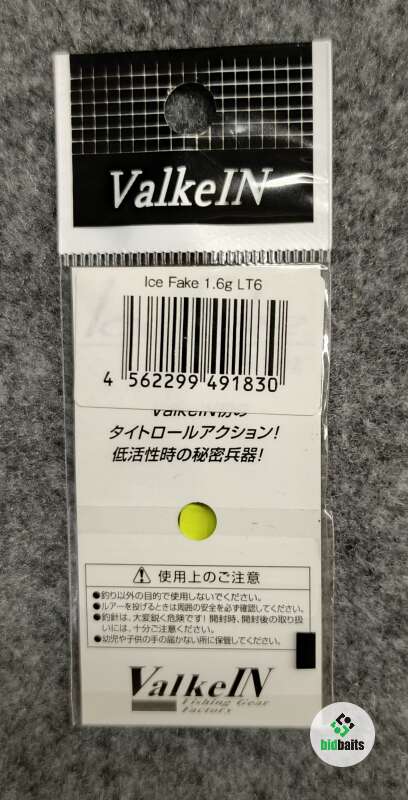 ValkeIN
Ice Fake 1.6g LT6
4 562299 491830
ValkeIN初の
タイトロールアクション!
低活性時の秘密兵器!
使用上のご注意
●釣り以外の目的で使用しないでください。
●ルアーを投げるときは周囲の安全を必ず確認してください。
●釣針は、大変鋭く危険です! 開封時、開封後の取り扱
いには、十分ご注意ください。
●幼児や子供の手の届かない所に保管してください。
ValkeIN
Fishing Gear
Factory
bidbaits